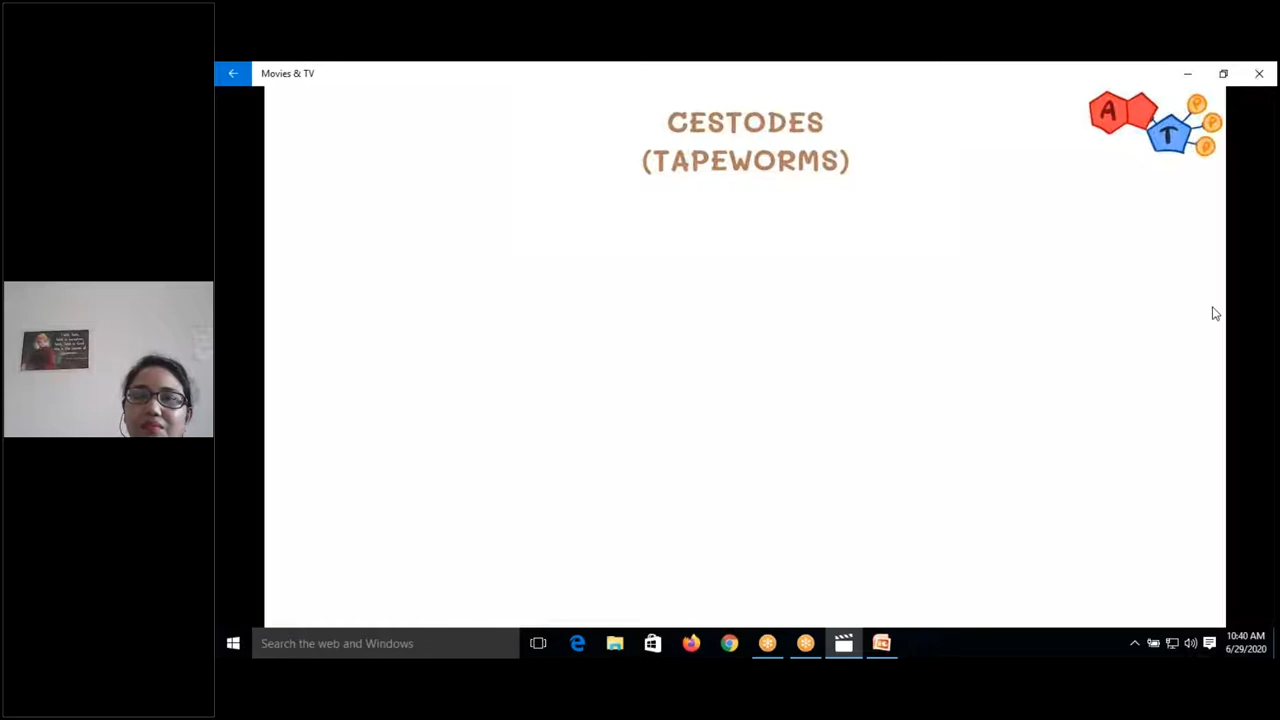 Movies & TV
CESTODES
(TAPEWORMS)
A
T
P
P
P
Search the web and Windows
10:40 AM
6/29/2020